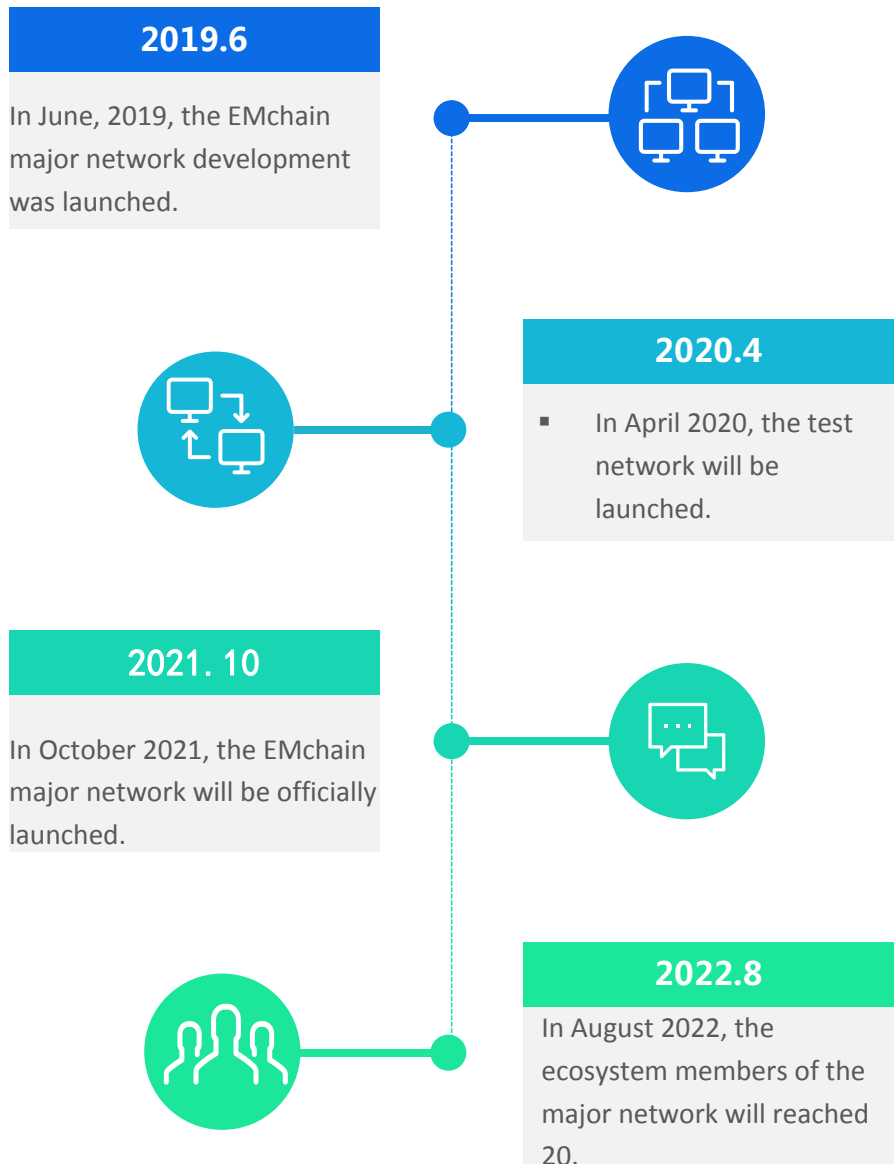 2019.6
In June, 2019, the EMchain
major network development
was launched.
2020.4
▪ In April 2020, the test
network will be
launched.
2021. 10
In October 2021, the EMchain
major network will be officially
launched.
2022.8
In August 2022, the
ecosystem members of the
major network will reached
20.